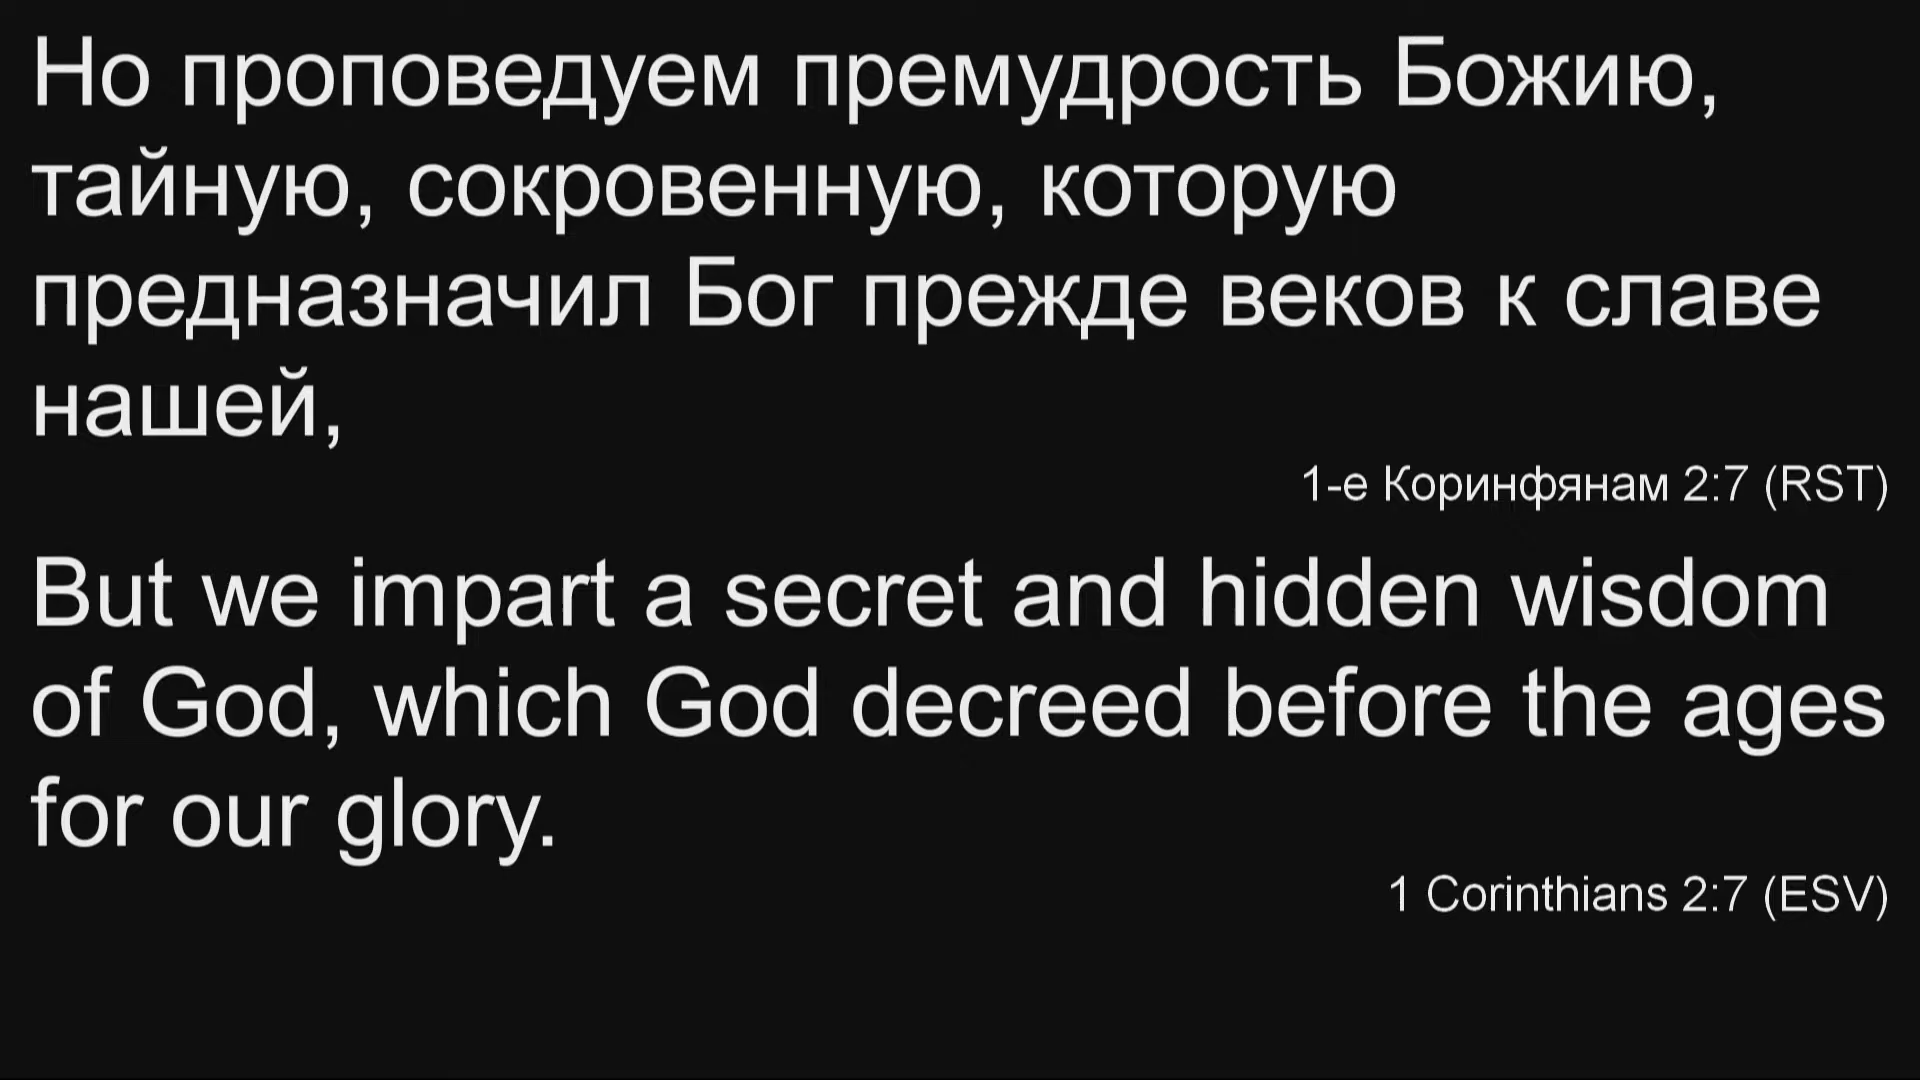 Но проповедуем премудрость Божию,
тайную, сокровенную, которую
предназначил Бог прежде веков к славе
нашей,
1-е Коринфянам 2:7 (RST)
But we impart a secret and hidden wisdom
of God, which God decreed before the ages
for our glory.
1 Corinthians 2:7 (ESV)